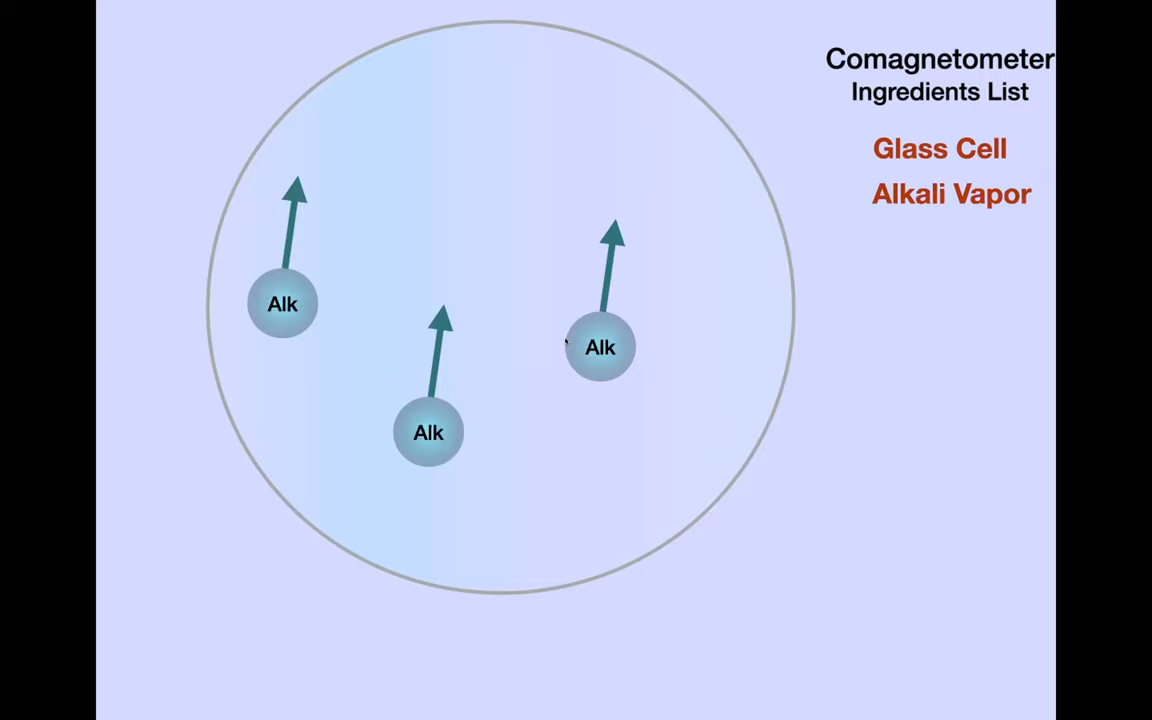 Comagnetometer
Ingredients List
Glass Cell
Alkali Vapor
Alk
Alk
Alk